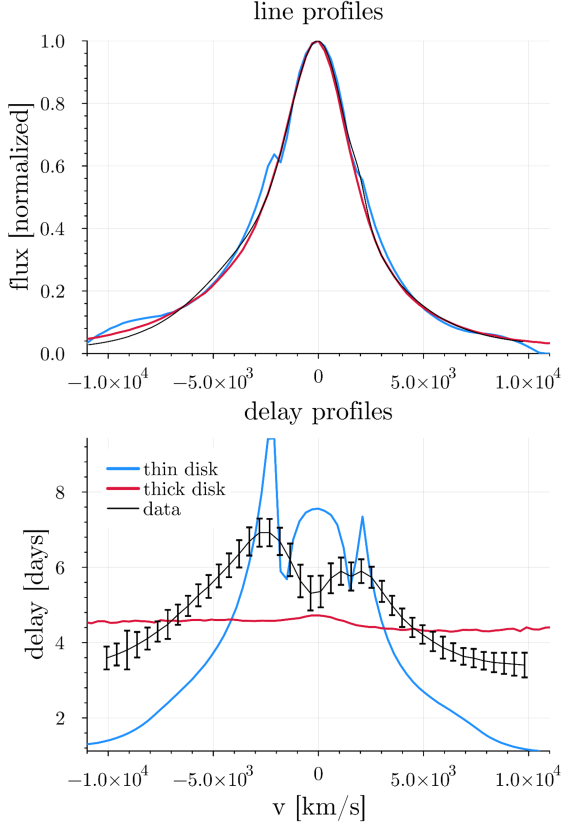 line profiles
flux [normalized]
1.0
0.8
0.6
0.4
0.2
0.0
−1.0×10⁴
−5.0×10³
0
5.0×10³
1.0×10⁴
delay profiles
thin disk
thick disk
data
delay [days]
8
6
4
2
−1.0×10⁴
−5.0×10³
0
5.0×10³
1.0×10⁴
v [km/s]